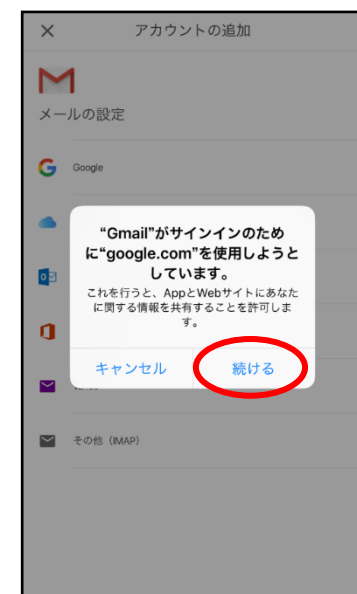 アカウントの追加
メールの設定
Google
“Gmail”がサインインのため
に“google.com”を使用しようと
しています。
これを行うと、AppとWebサイトにあなた
に関する情報を共有することを許可しま
す。
キャンセル
続ける
その他（IMAP）